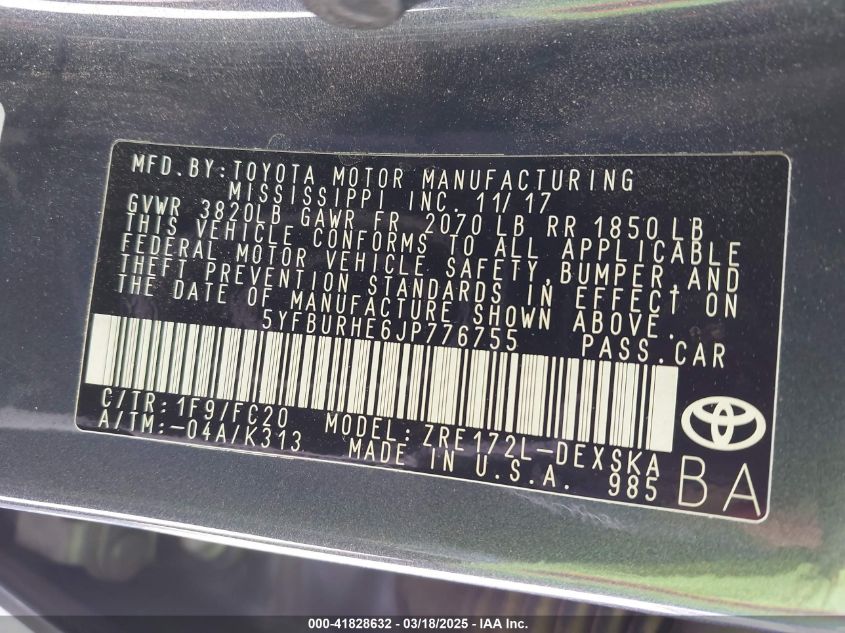 MFD.BY:TOYOTA MOTOR MANUFACTURING
MISSISSIPPI INC. 11/17
GVWR 3820LB GAWR FR 2070 LB RR 1850 LB
THIS VEHICLE CONFORMS TO ALL APPLICABLE
FEDERAL MOTOR VEHICLE SAFETY,BUMPER,AND
THEFT PREVENTION STANDARDS IN EFFECT ON
THE DATE OF MANUFACTURE SHOWN ABOVE.
5YFBURHE6JP776755 PASS.CAR
C/TR:1F9/FC20 MODEL:ZRE172L-DEXSKA
A/TM:-04A/K313 MADE IN U.S.A. 985
BA
000-41828632 - 03/18/2025 - IAA Inc.